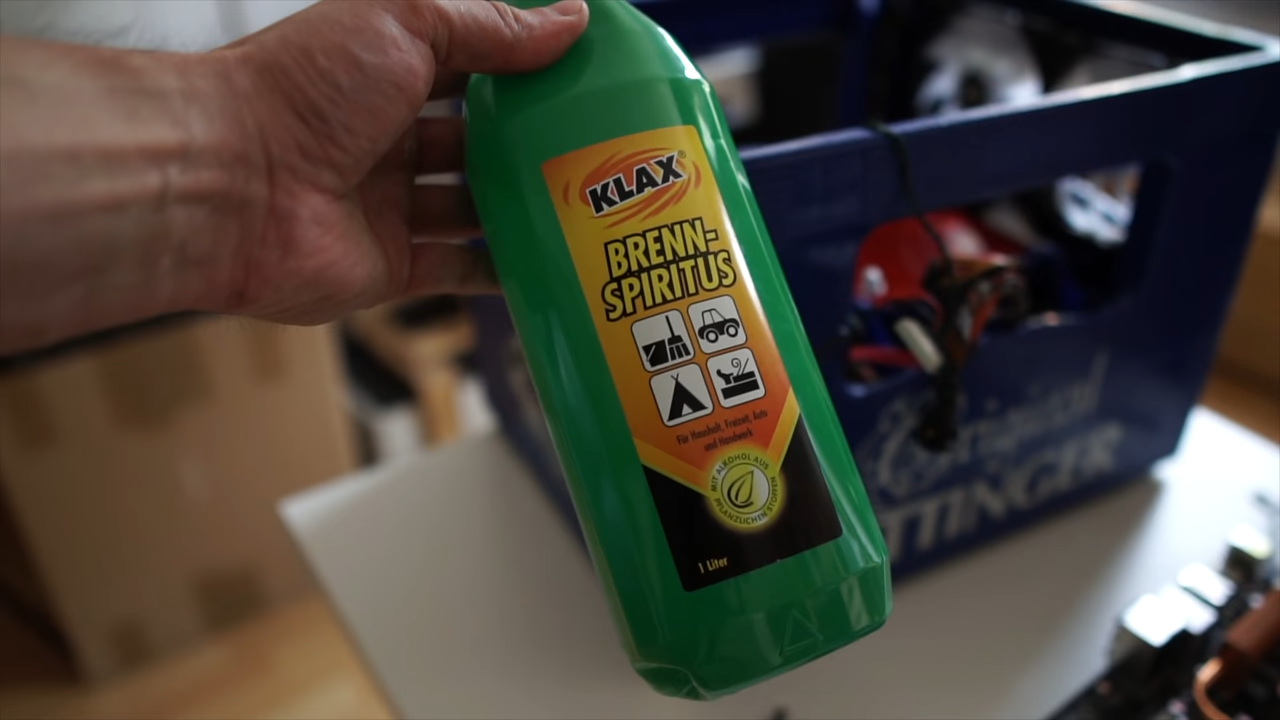 KLAX®
BRENN-
SPIRITUS
Für Haushalt, Freizeit, Auto
und Handwerk
MIT ALKOHOL AUS
PFLANZLICHEN STOFFEN
1 Liter
Original
TTINGER